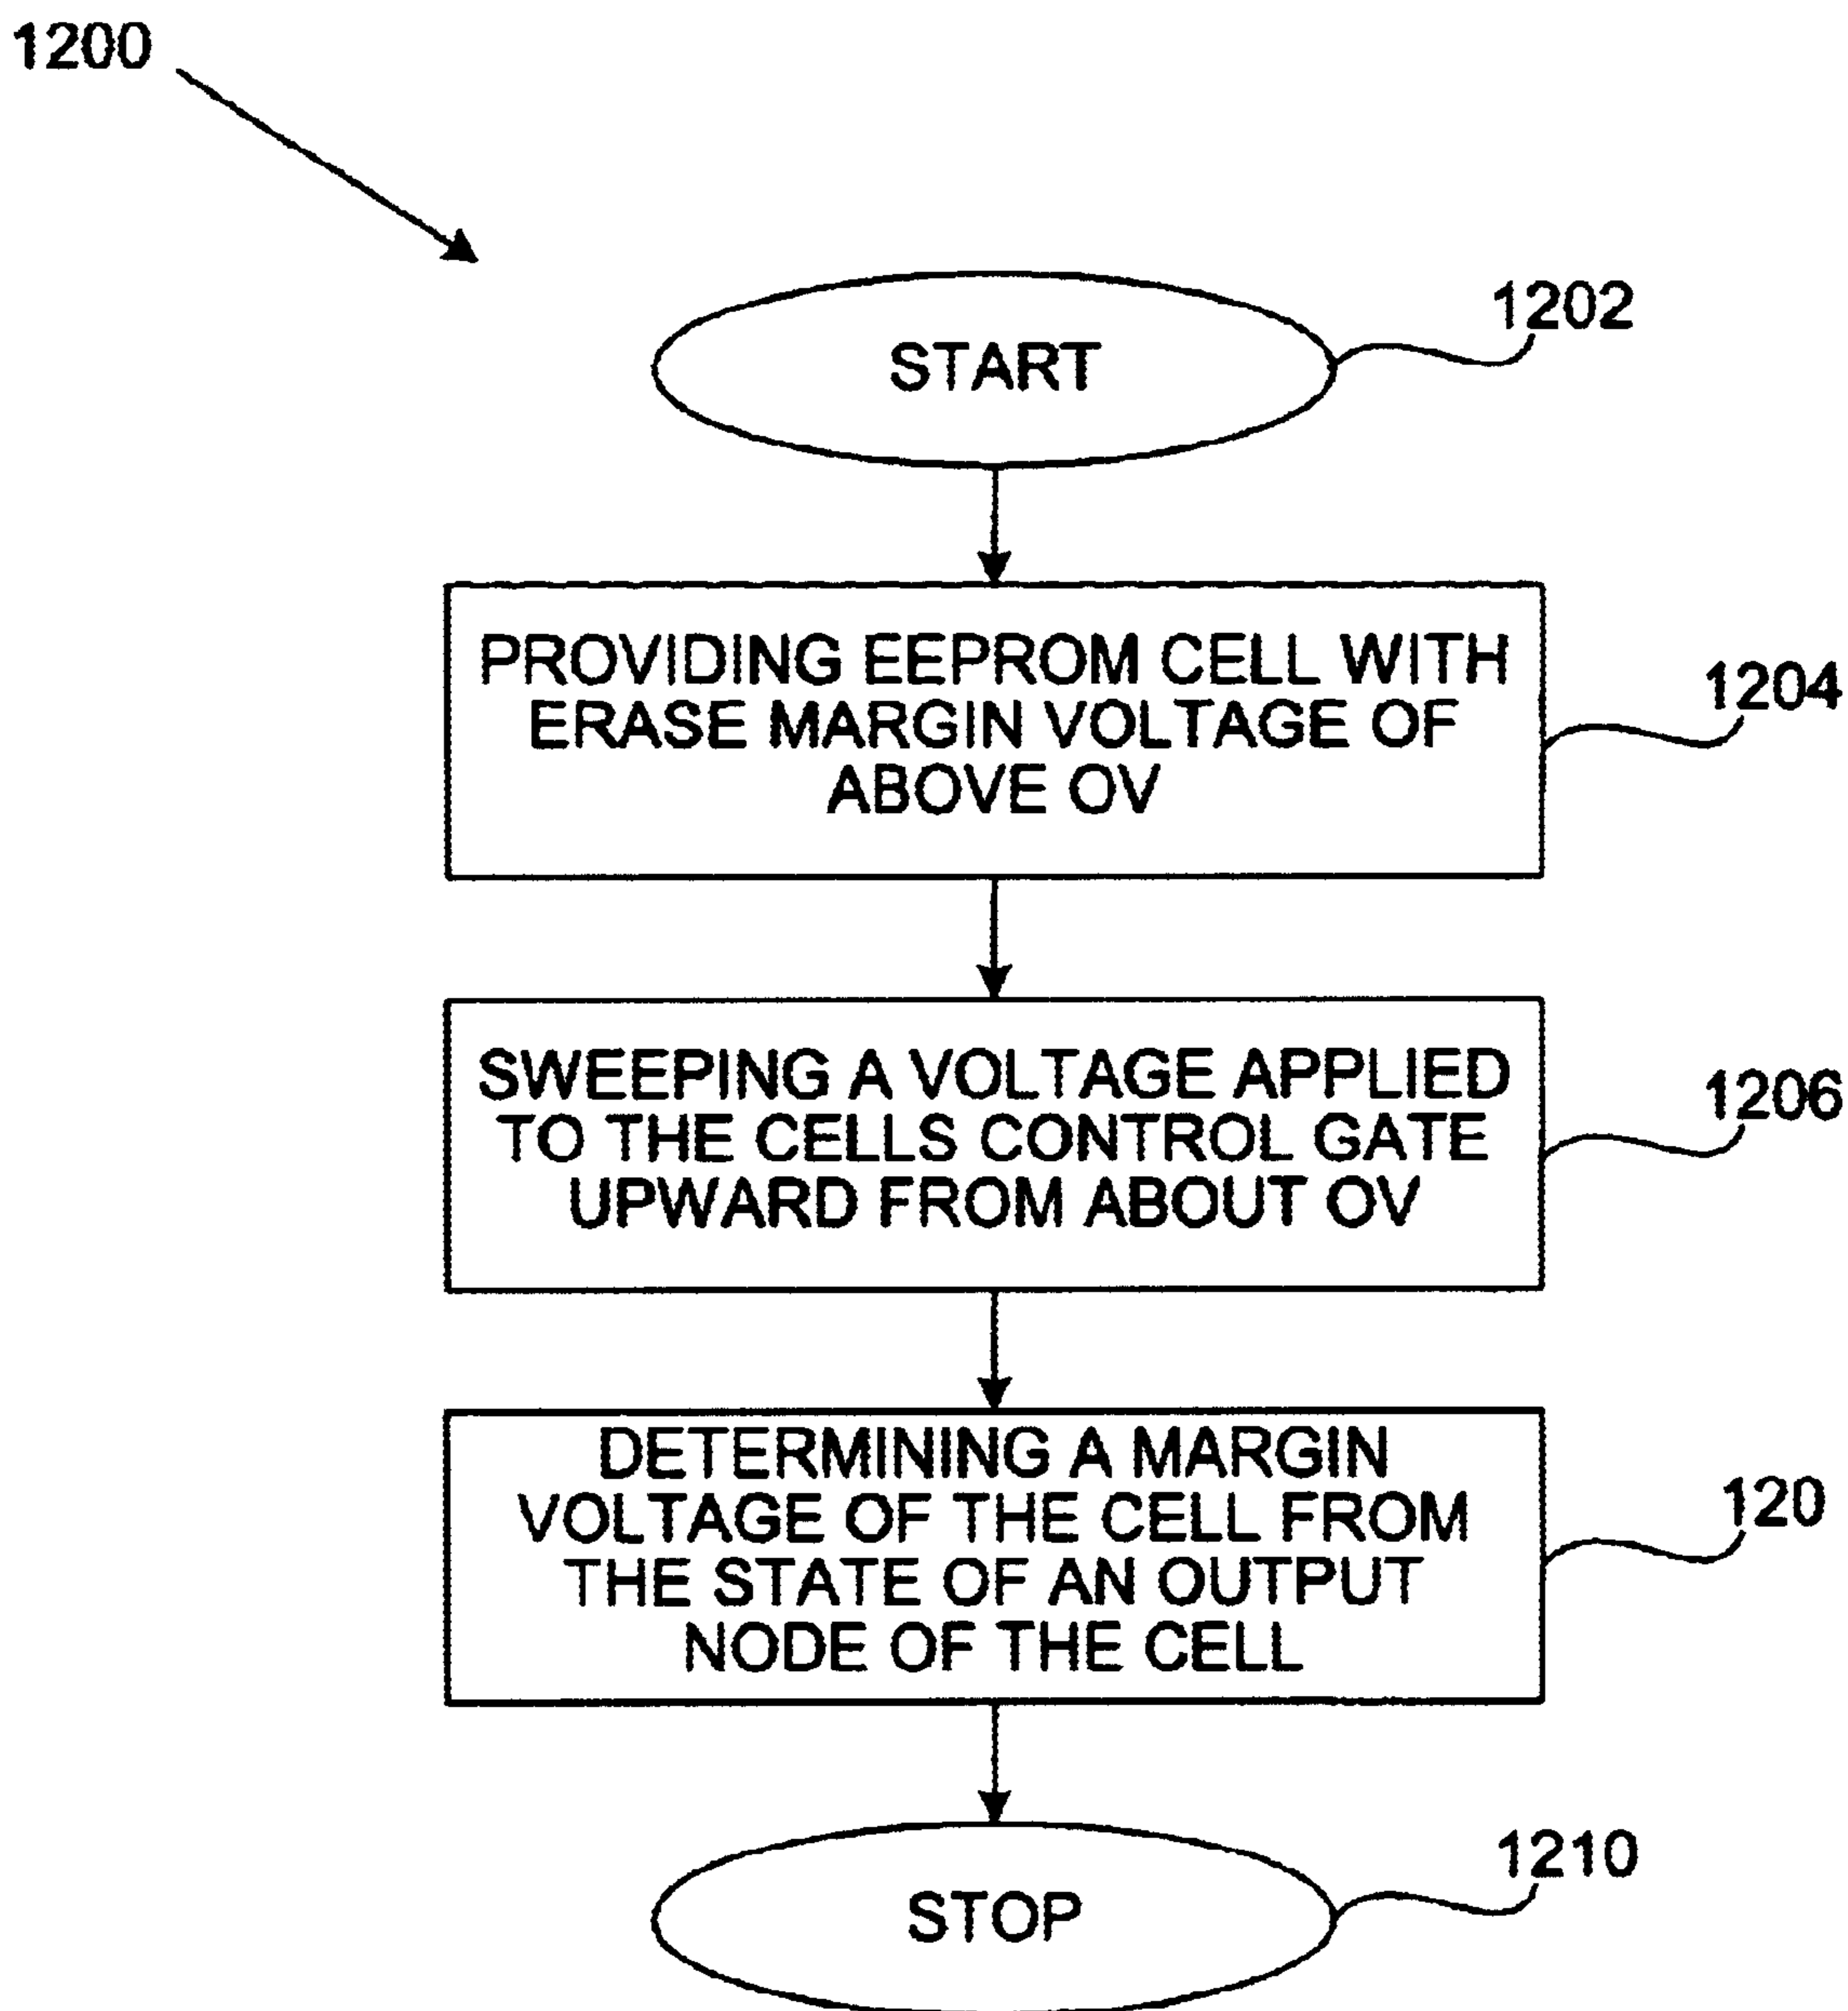 1200
START
1202
PROVIDING EEPROM CELL WITH
ERASE MARGIN VOLTAGE OF
ABOVE OV
1204
SWEEPING A VOLTAGE APPLIED
TO THE CELLS CONTROL GATE
UPWARD FROM ABOUT OV
1206
DETERMINING A MARGIN
VOLTAGE OF THE CELL FROM
THE STATE OF AN OUTPUT
NODE OF THE CELL
120
STOP
1210